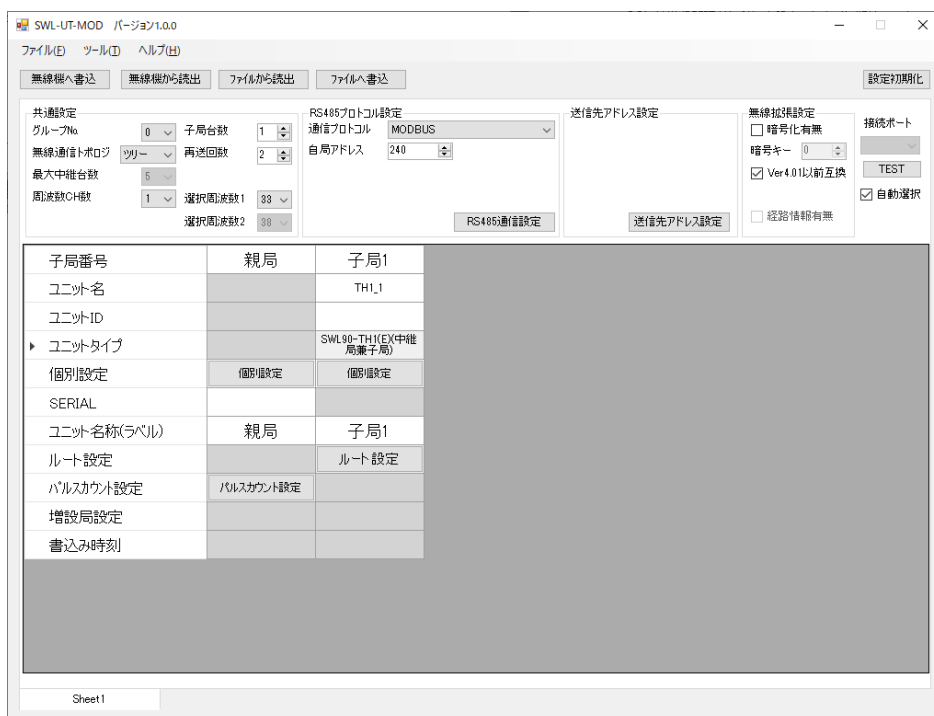 SWL-UT-MOD バージョン1.0.0
ファイル(F) ツール(T) ヘルプ(H)
無線機へ書込 無線機から読出 ファイルから読出 ファイルへ書込 設定初期化
共通設定
グループNo. 0 子局台数 1
無線通信トポロジ ツリー 再送回数 2
最大中継台数 5
周波数CH数 1 選択周波数1 33
選択周波数2 38
RS485プロトコル設定
通信プロトコル MODBUS
自局アドレス 240
RS485通信設定
送信先アドレス設定
送信先アドレス設定
無線拡張設定
暗号化有無
暗号キー 0
Ver4.01以前互換
経路情報有無
接続ポート
TEST
自動選択
子局番号 親局 子局1
ユニット名 TH1_1
ユニットID
ユニットタイプ SWL90-TH1(E)(中継
局兼子局)
個別設定 個別設定 個別設定
SERIAL
ユニット名称(ラベル) 親局 子局1
ルート設定 ルート設定
パルスカウント設定 パルスカウント設定
増設局設定
書込み時刻
Sheet1